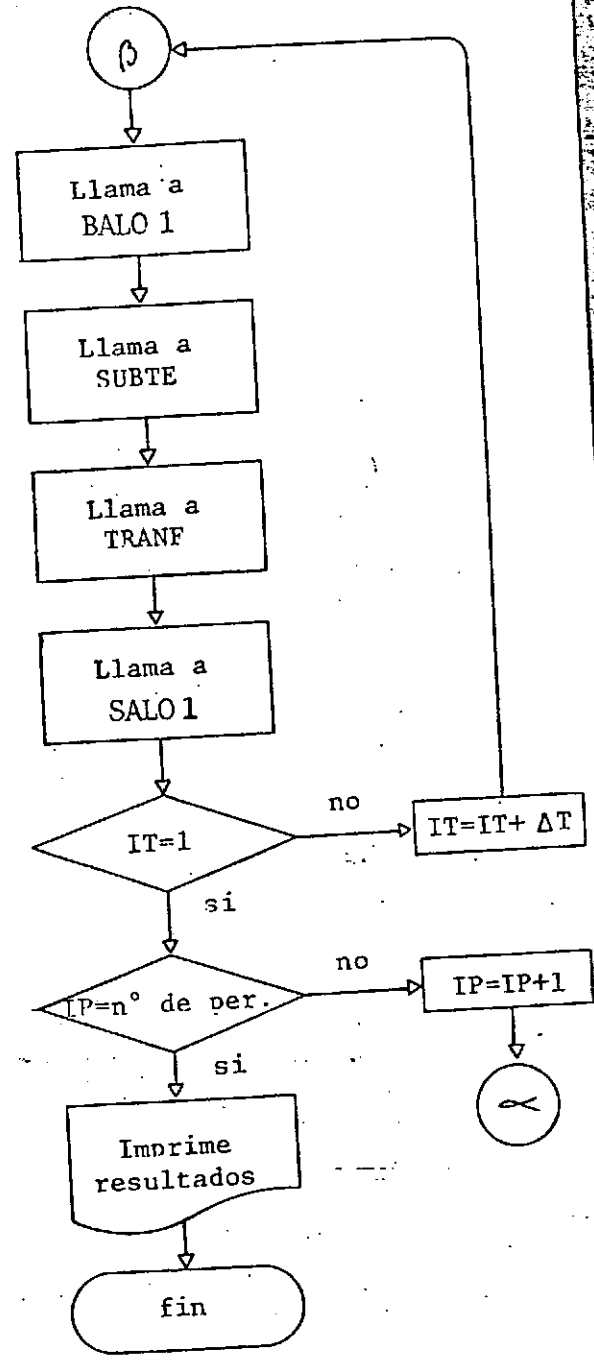 β
Llama a
BALO 1
Llama a
SUBTE
Llama a
TRANF
Llama a
SALO 1
IT=1
no
IT=IT+ ΔT
si
IP=n° de per.
no
IP=IP+1
si
α
Imprime
resultados
fin